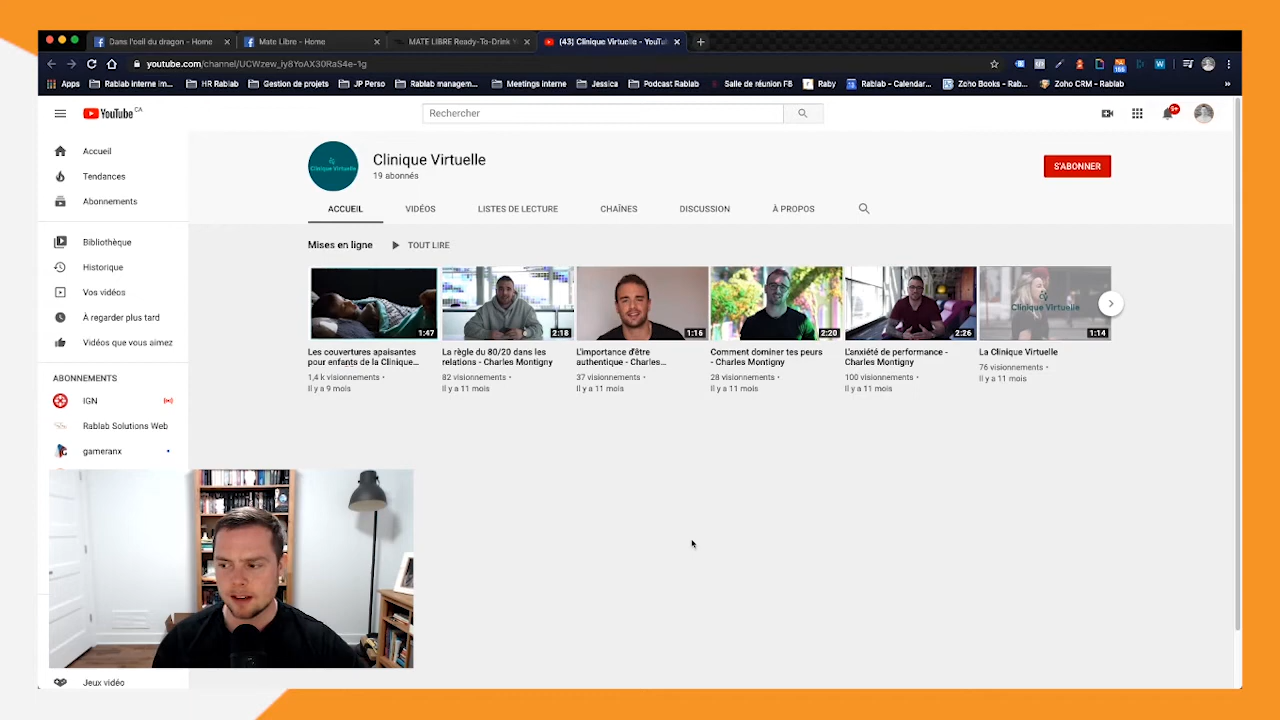 Dans l'oeil du dragon - Home
Mate Libre - Home
MATE LIBRE Ready-To-Drink Y
(43) Clinique Virtuelle - YouTu
youtube.com/channel/UCWzew_iy8YoAX30RaS4e-1g
Apps
Rablab interne im...
HR Rablab
Gestion de projets
JP Perso
Rablab managem...
Meetings interne
Jessica
Podcast Rablab
Salle de réunion F8
Raby
Rablab - Calendar...
Zoho Books - Rab...
Zoho CRM - Rablab
»
YouTube CA
Rechercher
9+
Accueil
Tendances
Abonnements
Bibliothèque
Historique
Vos vidéos
À regarder plus tard
Vidéos que vous aimez
ABONNEMENTS
IGN
Rablab Solutions Web
gameranx
Jeux vidéo
Clinique Virtuelle
Clinique Virtuelle
19 abonnés
S'ABONNER
ACCUEIL
VIDÉOS
LISTES DE LECTURE
CHAÎNES
DISCUSSION
À PROPOS
Mises en ligne
TOUT LIRE
1:47
Les couvertures apaisantes
pour enfants de la Clinique...
1,4 k visionnements •
Il y a 9 mois
2:18
La règle du 80/20 dans les
relations - Charles Montigny
82 visionnements •
Il y a 11 mois
1:16
L'importance d'être
authentique - Charles...
37 visionnements •
Il y a 11 mois
2:20
Comment dominer tes peurs
- Charles Montigny
28 visionnements •
Il y a 11 mois
2:26
L'anxiété de performance -
Charles Montigny
100 visionnements •
Il y a 11 mois
Clinique Virtuelle
1:14
La Clinique Virtuelle
76 visionnements •
Il y a 11 mois